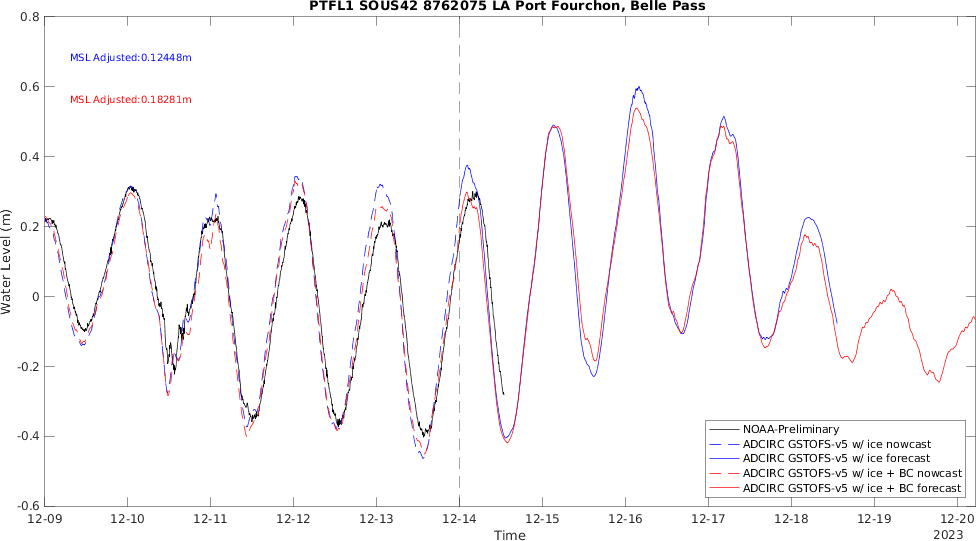 PTFL1 SOUS42 8762075 LA Port Fourchon, Belle Pass
0.8
MSL Adjusted:0.12448m
0.6
MSL Adjusted:0.18281m
0.4
0.2
Water Level (m)
0
-0.2
-0.4
NOAA-Preliminary
ADCIRC GSTOFS-v5 w/ ice nowcast
ADCIRC GSTOFS-v5 w/ ice forecast
ADCIRC GSTOFS-v5 w/ ice + BC nowcast
ADCIRC GSTOFS-v5 w/ ice + BC forecast
-0.6
12-09 12-10 12-11 12-12 12-13 12-14 12-15 12-16 12-17 12-18 12-19 12-20
Time
2023